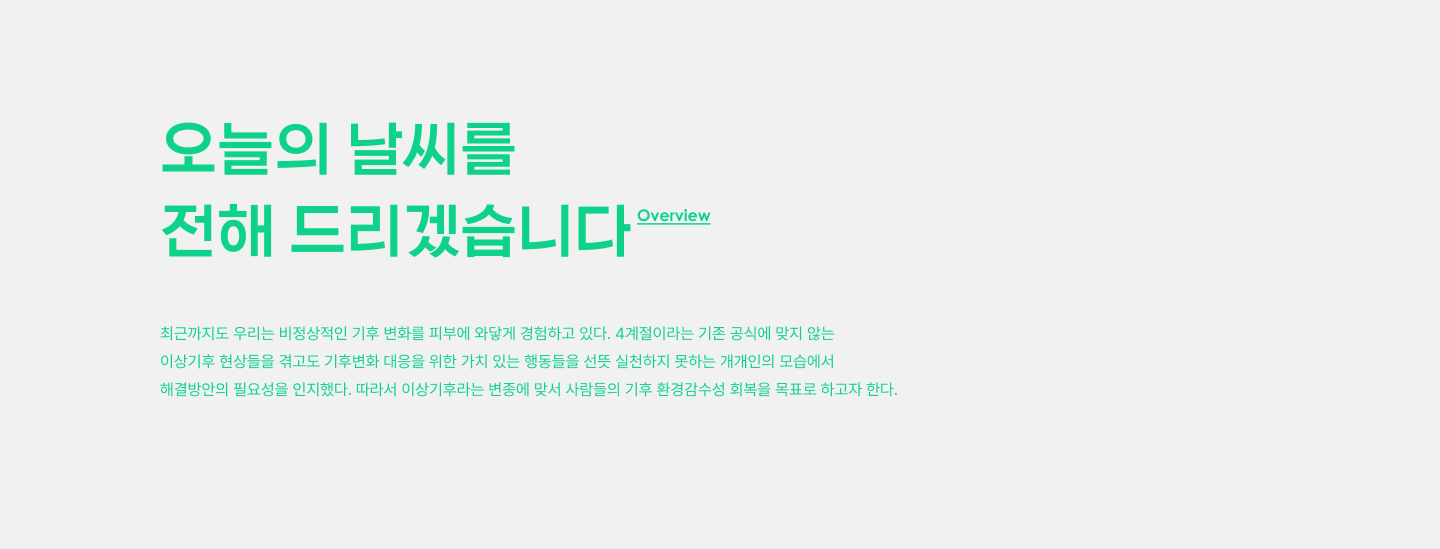 오늘의 날씨를
전해 드리겠습니다 Overview
최근까지도 우리는 비정상적인 기후 변화를 피부에 와닿게 경험하고 있다. 4계절이라는 기존 공식에 맞지 않는
이상기후 현상들을 겪고도 기후변화 대응을 위한 가치 있는 행동들을 선뜻 실천하지 못하는 개개인의 모습에서
해결방안의 필요성을 인지했다. 따라서 이상기후라는 변종에 맞서 사람들의 기후 환경감수성 회복을 목표로 하고자 한다.